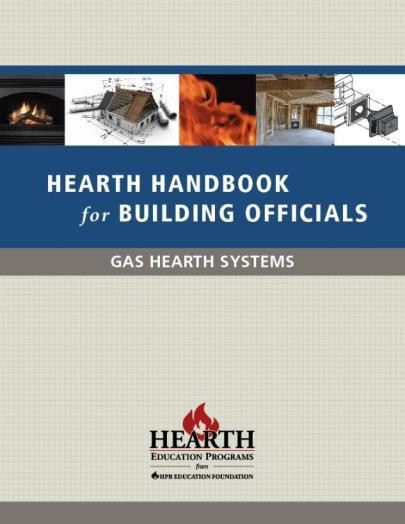 HEARTH HANDBOOK
for BUILDING OFFICIALS
GAS HEARTH SYSTEMS
HEARTH
EDUCATION PROGRAMS
from
HPB EDUCATION FOUNDATION